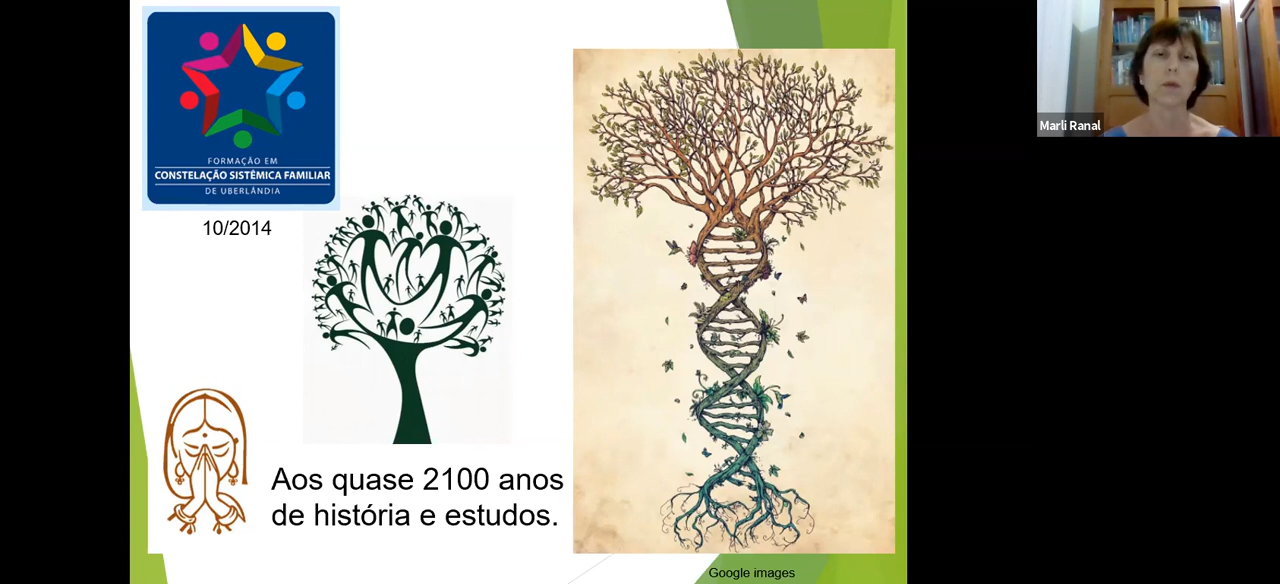 FORMAÇÃO EM
CONSTELAÇÃO SISTÊMICA FAMILIAR
DE UBERLÂNDIA
10/2014
Aos quase 2100 anos
de história e estudos.
Google images
Marli Ranal